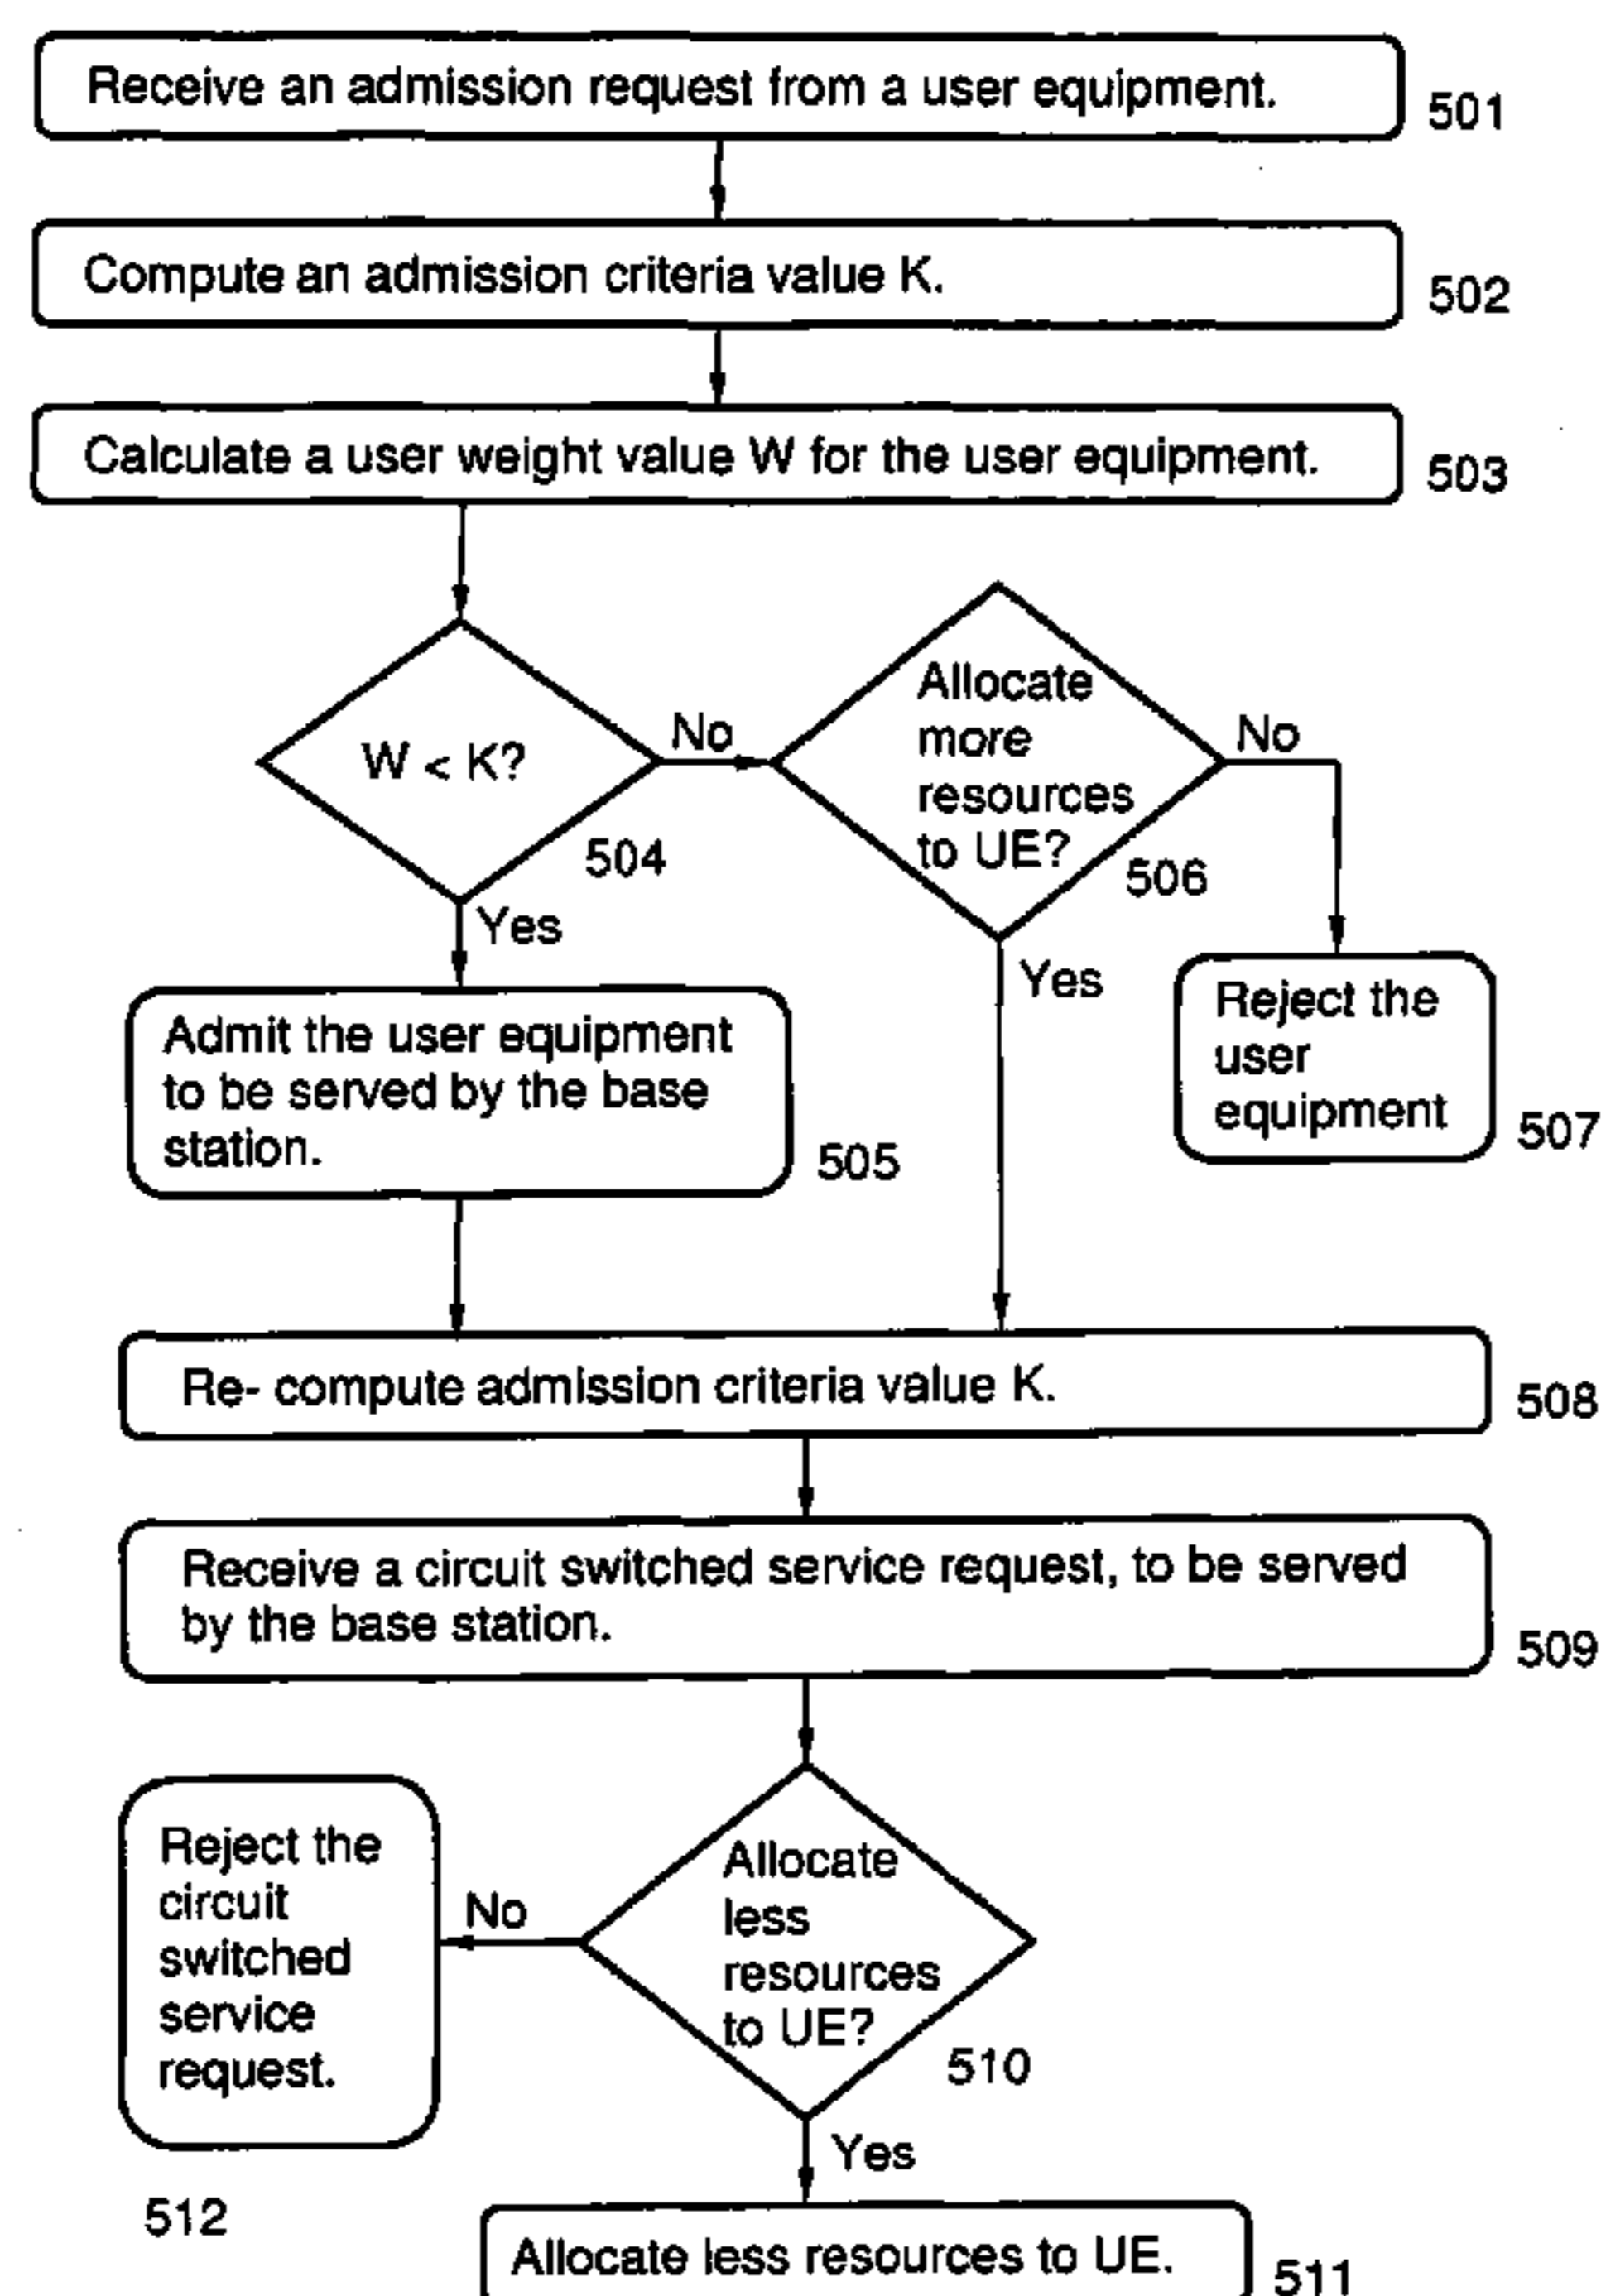 Receive an admission request from a user equipment.
501
Compute an admission criteria value K.
502
Calculate a user weight value W for the user equipment.
503
W < K?
504
No
Yes
Allocate
more
resources
to UE?
506
No
Yes
Admit the user equipment
to be served by the base
station.
505
Reject the
user
equipment
507
Re- compute admission criteria value K.
508
Receive a circuit switched service request, to be served
by the base station.
509
Allocate
less
resources
to UE?
510
No
Yes
Reject the
circuit
switched
service
request.
512
Allocate less resources to UE.
511